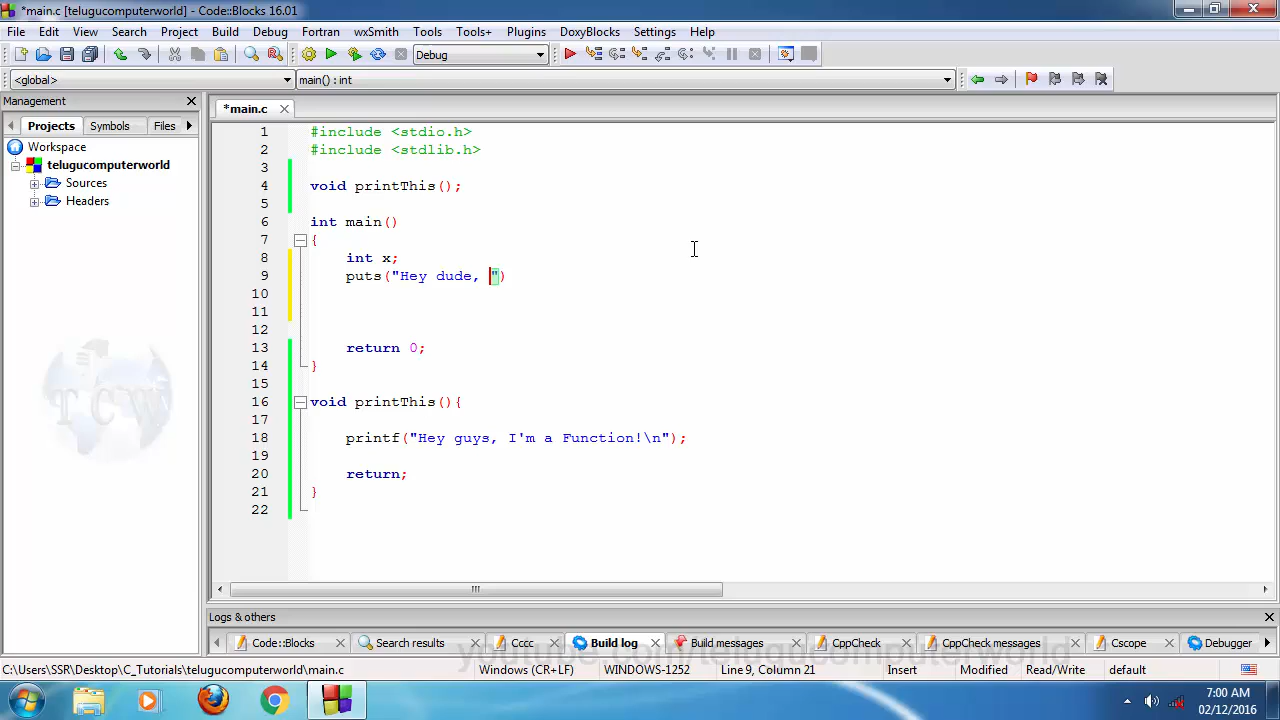 *main.c [telugucomputerworld] - Code::Blocks 16.01
File Edit View Search Project Build Debug Fortran wxSmith Tools Tools+ Plugins DoxyBlocks Settings Help
Debug
<global> main() : int
Management
*main.c
Projects Symbols Files
Workspace
telugucomputerworld
Sources
Headers
1 #include <stdio.h>
2 #include <stdlib.h>
3
4 void printThis();
5
6 int main()
7 {
8 int x;
9 puts("Hey dude, ")
10
11
12
13 return 0;
14 }
15
16 void printThis(){
17
18 printf("Hey guys, I'm a Function!\n");
19
20 return;
21 }
22
TCW
Logs & others
Code::Blocks Search results Cccc Build log Build messages CppCheck CppCheck messages Cscope Debugger
youtube.com/telugucomputerworld
C:\Users\SSR\Desktop\C_Tutorials\telugucomputerworld\main.c Windows (CR+LF) WINDOWS-1252 Line 9, Column 21 Insert Modified Read/Write default
7:00 AM
02/12/2016